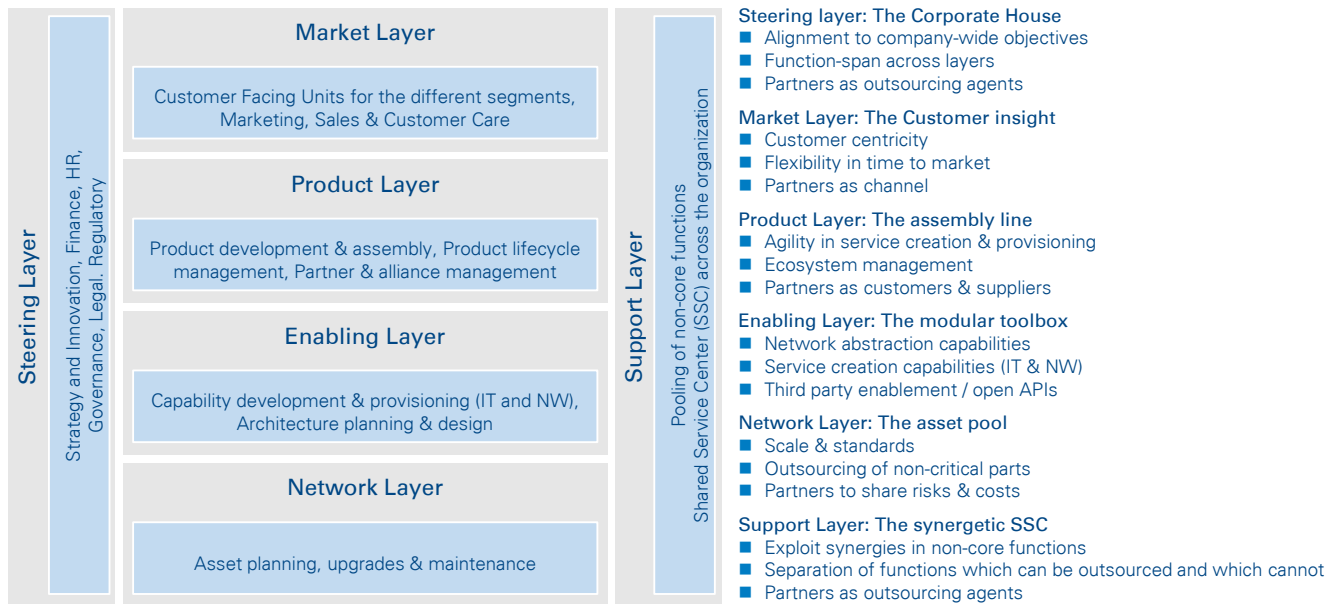 Steering Layer
Strategy and Innovation, Finance, HR,
Governance, Legal. Regulatory
Market Layer
Customer Facing Units for the different segments,
Marketing, Sales & Customer Care
Product Layer
Product development & assembly, Product lifecycle
management, Partner & alliance management
Enabling Layer
Capability development & provisioning (IT and NW),
Architecture planning & design
Network Layer
Asset planning, upgrades & maintenance
Support Layer
Pooling of non-core functions
Shared Service Center (SSC) across the organization
Steering layer: The Corporate House
Alignment to company-wide objectives
Function-span across layers
Partners as outsourcing agents
Market Layer: The Customer insight
Customer centricity
Flexibility in time to market
Partners as channel
Product Layer: The assembly line
Agility in service creation & provisioning
Ecosystem management
Partners as customers & suppliers
Enabling Layer: The modular toolbox
Network abstraction capabilities
Service creation capabilities (IT & NW)
Third party enablement / open APIs
Network Layer: The asset pool
Scale & standards
Outsourcing of non-critical parts
Partners to share risks & costs
Support Layer: The synergetic SSC
Exploit synergies in non-core functions
Separation of functions which can be outsourced and which cannot
Partners as outsourcing agents